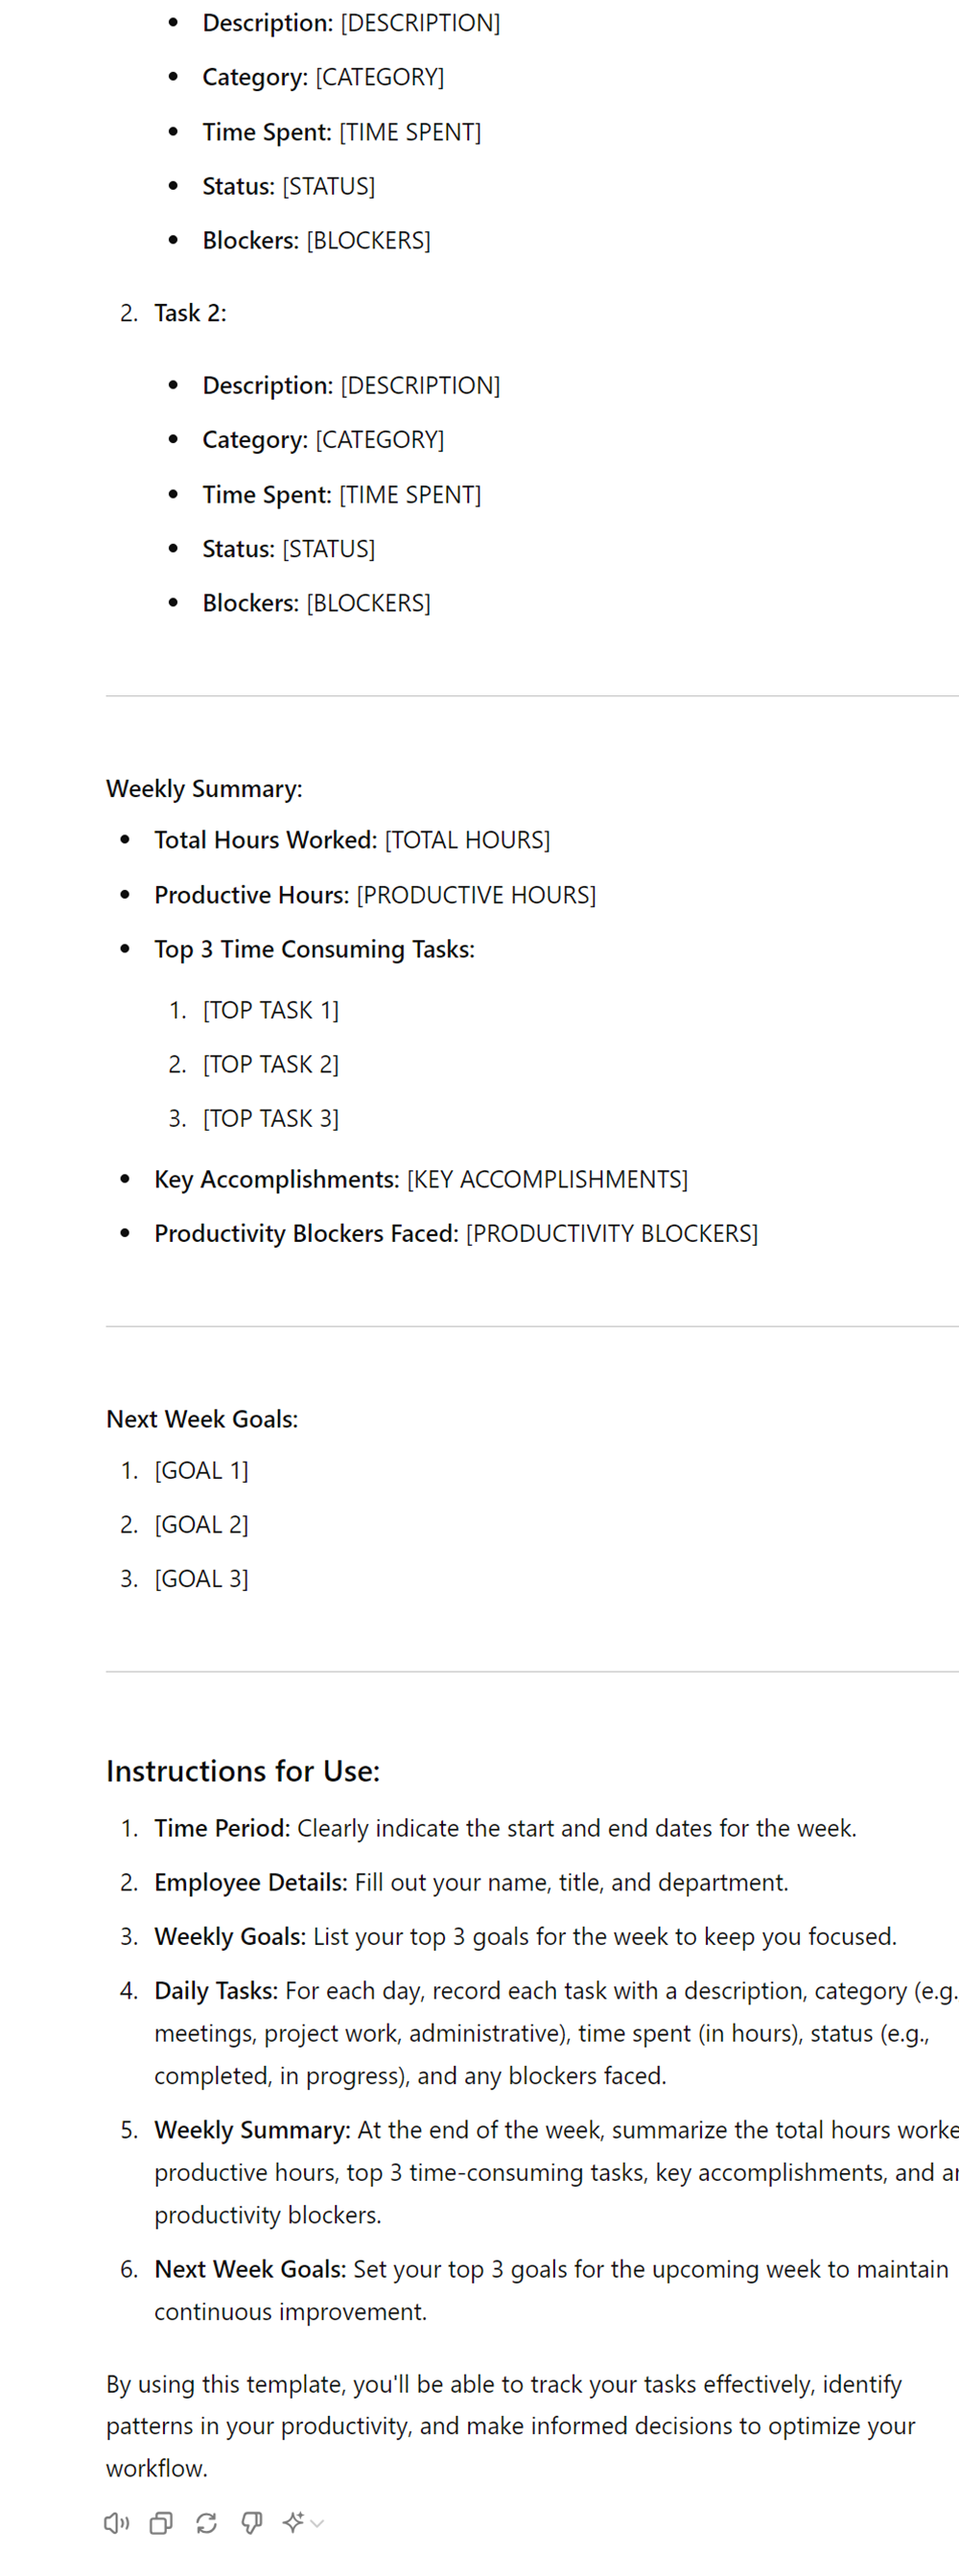 • Description: [DESCRIPTION]
• Category: [CATEGORY]
• Time Spent: [TIME SPENT]
• Status: [STATUS]
• Blockers: [BLOCKERS]
2. Task 2:
• Description: [DESCRIPTION]
• Category: [CATEGORY]
• Time Spent: [TIME SPENT]
• Status: [STATUS]
• Blockers: [BLOCKERS]
Weekly Summary:
• Total Hours Worked: [TOTAL HOURS]
• Productive Hours: [PRODUCTIVE HOURS]
• Top 3 Time Consuming Tasks:
1. [TOP TASK 1]
2. [TOP TASK 2]
3. [TOP TASK 3]
• Key Accomplishments: [KEY ACCOMPLISHMENTS]
• Productivity Blockers Faced: [PRODUCTIVITY BLOCKERS]
Next Week Goals:
1. [GOAL 1]
2. [GOAL 2]
3. [GOAL 3]
Instructions for Use:
1. Time Period: Clearly indicate the start and end dates for the week.
2. Employee Details: Fill out your name, title, and department.
3. Weekly Goals: List your top 3 goals for the week to keep you focused.
4. Daily Tasks: For each day, record each task with a description, category (e.g.
meetings, project work, administrative), time spent (in hours), status (e.g.,
completed, in progress), and any blockers faced.
5. Weekly Summary: At the end of the week, summarize the total hours worke
productive hours, top 3 time-consuming tasks, key accomplishments, and a
productivity blockers.
6. Next Week Goals: Set your top 3 goals for the upcoming week to maintain
continuous improvement.
By using this template, you'll be able to track your tasks effectively, identify
patterns in your productivity, and make informed decisions to optimize your
workflow.